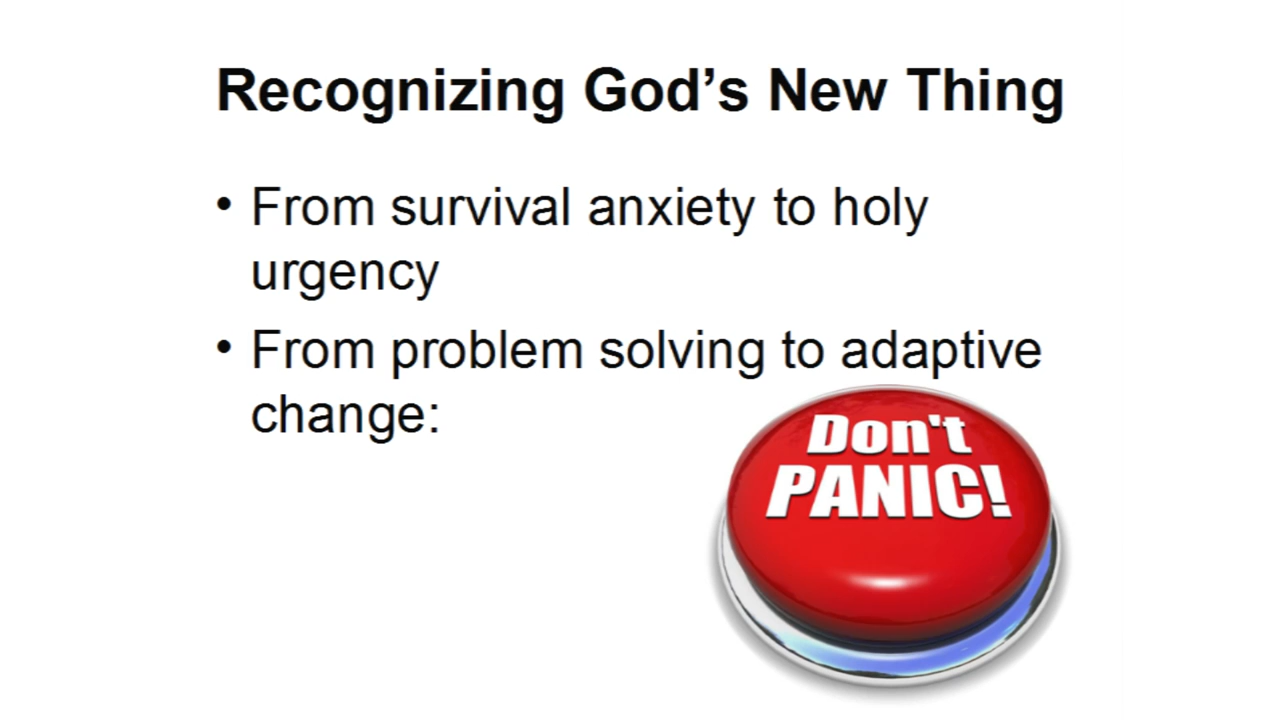 Recognizing God’s New Thing
• From survival anxiety to holy
urgency
• From problem solving to adaptive
change:
Don't
PANIC!